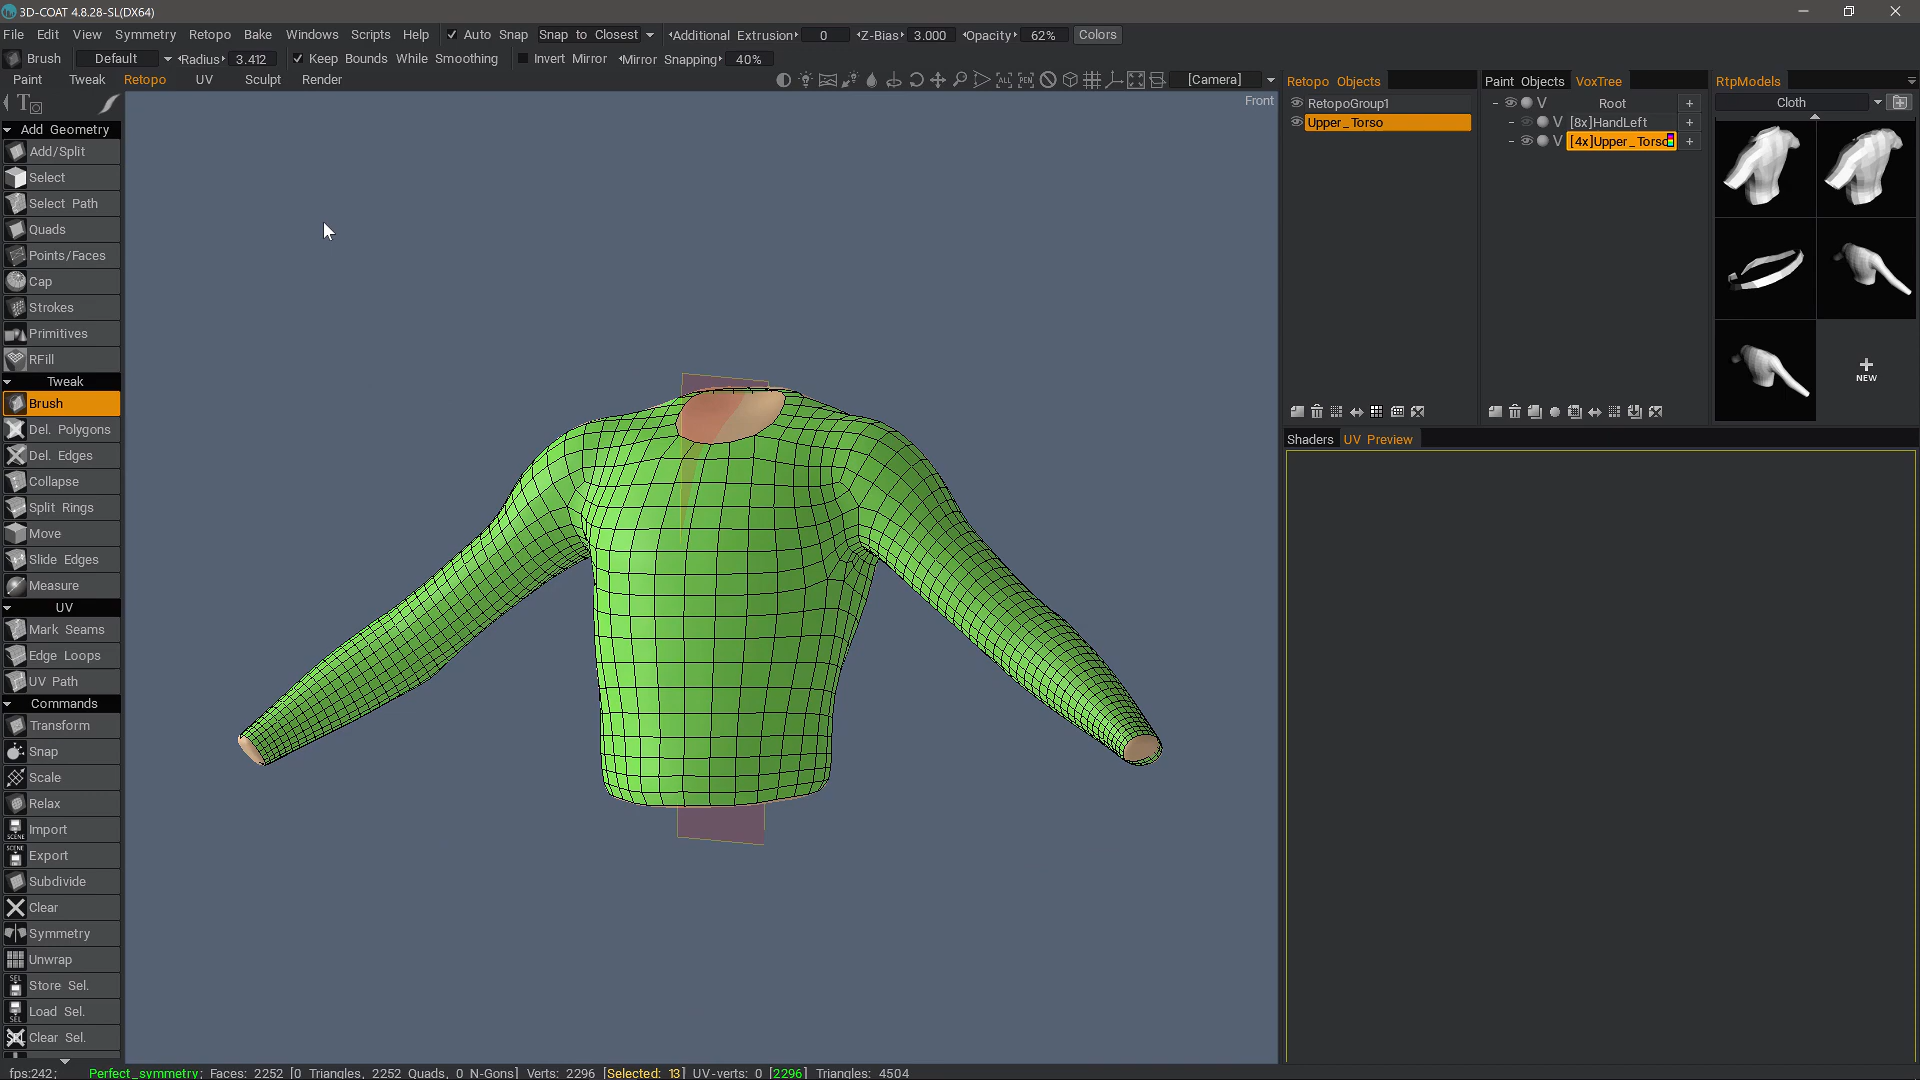 3D-COAT 4.8.28-SL(DX64)
File Edit View Symmetry Retopo Bake Windows Scripts Help Auto Snap Snap to Closest Additional Extrusion 0 Z-Bias 3.000 Opacity 62% Colors
Brush Default Radius 3.412 Keep Bounds While Smoothing Invert Mirror Mirror Snapping 40%
Paint Tweak Retopo UV Sculpt Render
ALL PEN [Camera]
Front
Add Geometry
Add/Split
Select
Select Path
Quads
Points/Faces
Cap
Strokes
Primitives
RFill
Tweak
Brush
Del. Polygons
Del. Edges
Collapse
Split Rings
Move
Slide Edges
Measure
UV
Mark Seams
Edge Loops
UV Path
Commands
Transform
Snap
Scale
Relax
SCENE Import
SCENE Export
Subdivide
Clear
Symmetry
Unwrap
SEL Store Sel.
SEL Load Sel.
SEL Clear Sel.
Retopo Objects
RetopoGroup1
Upper_Torso
Paint Objects VoxTree
V Root +
V [8x]HandLeft +
V [4x]Upper_Torso +
RtpModels
Cloth
+
NEW
Shaders UV Preview
fps:242; Perfect_symmetry; Faces: 2252 [0 Triangles, 2252 Quads, 0 N-Gons] Verts: 2296 [Selected: 13] UV-verts: 0 [2296] Triangles: 4504